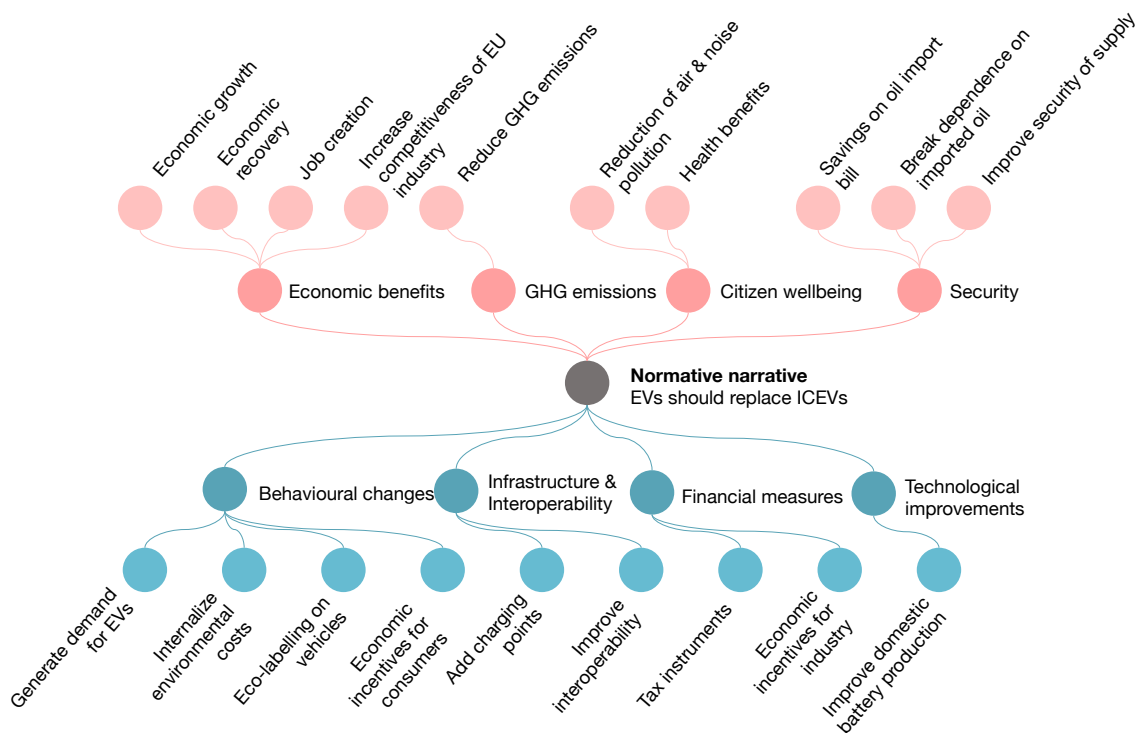 Economic growth
Economic
recovery
Job creation
Increase
competitiveness of EU
industry
Reduce GHG emissions
Reduction of air & noise
pollution
Health benefits
Savings on oil import
bill
Break dependence on
imported oil
Improve security of supply
Economic benefits
GHG emissions
Citizen wellbeing
Security
Normative narrative
EVs should replace ICEVs
Behavioural changes
Infrastructure &
Interoperability
Financial measures
Technological
improvements
Generate demand
for EVs
Internalize
environmental
costs
Eco-labelling on
vehicles
Economic
incentives for
consumers
Add charging
points
Improve
interoperability
Tax instruments
Economic
incentives for
industry
Improve domestic
battery production